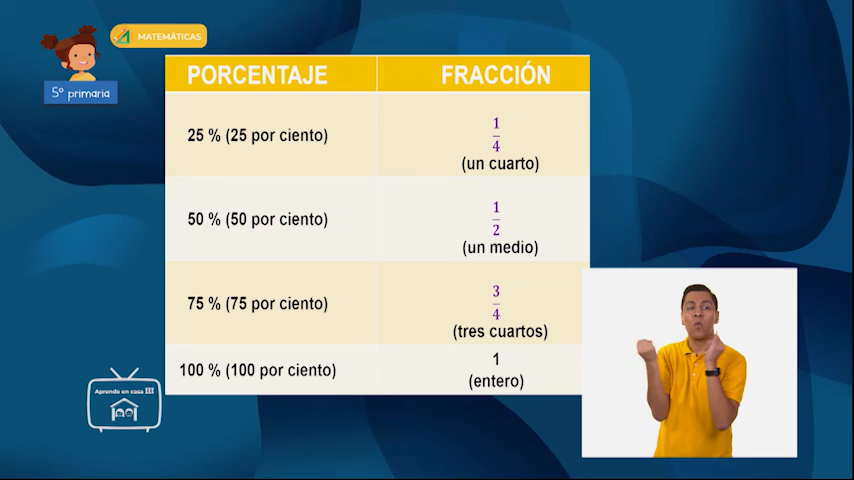 MATEMÁTICAS
5° primaria
PORCENTAJE FRACCIÓN
25 % (25 por ciento) 1/4
(un cuarto)
50 % (50 por ciento) 1/2
(un medio)
75 % (75 por ciento) 3/4
(tres cuartos)
100 % (100 por ciento) 1
(entero)
Aprende en casa III